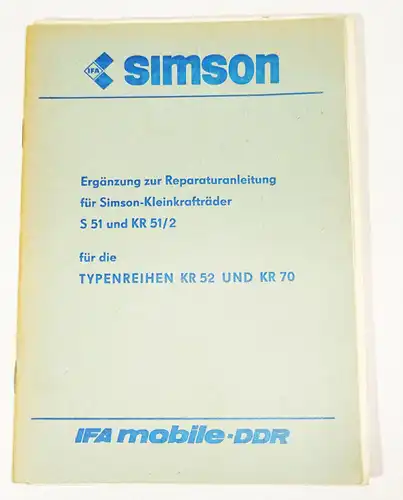 IFA simson
Ergänzung zur Reparaturanleitung
für Simson-Kleinkrafträder
S 51 und KR 51/2
für die
TYPENREIHEN KR 52 UND KR 70
IFA mobile-DDR